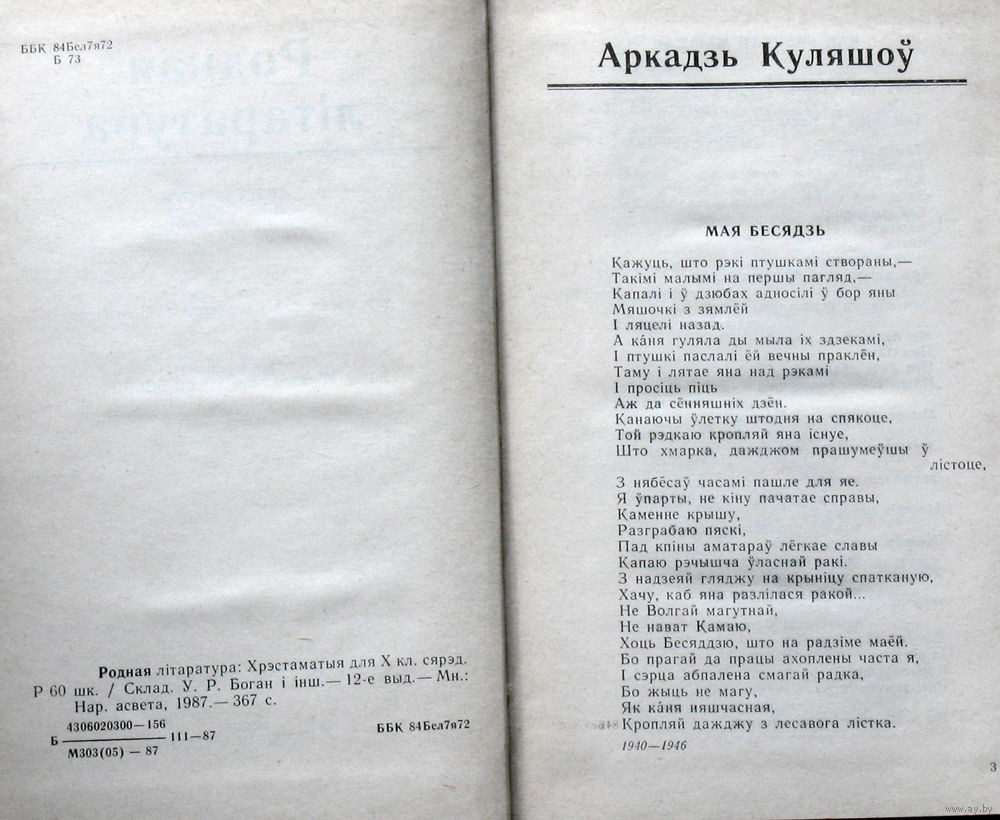 ББК 84Бел7я72
Б 73
Родная літаратура: Хрэстаматыя для X кл. сярэд.
Р 60 шк. / Склад. У. Р. Боган і інш.— 12-е выд.— Мн.:
Нар. асвета, 1987.— 367 с.
4306020300—156
Б 111—87
М303(05) — 87
ББК 84Бел7я72
Аркадзь Куляшоў
МАЯ БЕСЯДЗЬ
Кажуць, што рэкі птушкамі створаны,—
Такімі малымі на першы пагляд,—
Капалі і ў дзюбах адносілі ў бор яны
Мяшочкі з зямлёй
І ляцелі назад.
А ка́ня гуляла ды мыла іх здзекамі,
І птушкі паслалі ёй вечны праклён,
Таму і лятае яна над рэкамі
І просіць піць
Аж да сённяшніх дзён.
Канаючы ўлетку штодня на спякоце,
Той рэдкаю кропляй яна існуе,
Што хмарка, дажджом прашумеўшы ў
лістоце,
З нябёсаў часамі пашле для яе.
Я ўпарты, не кіну пачатае справы,
Каменне крышу,
Разграбаю пяскі,
Пад кпіны аматараў лёгкае славы
Капаю рэчышча ўласнай ракі.
З надзеяй гляджу на крыніцу спатканую,
Хачу, каб яна разлілася ракой...
Не Волгай магутнай,
Не нават Камаю,
Хоць Бесяддзю, што на радзіме маёй.
Бо прагай да працы ахоплены часта я,
І сэрца абпалена смагай радка,
Бо жыць не магу,
Як ка́ня няшчасная,
Кропляй дажджу з лесавога лістка.
1940—1946
3
www.ay.by